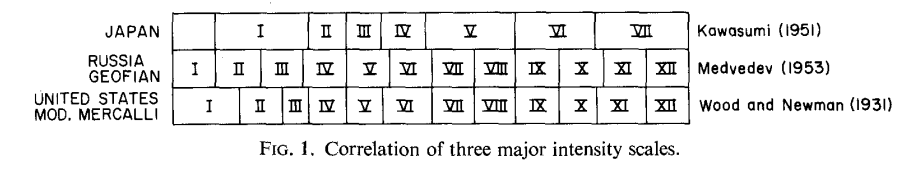 JAPAN I II III IV V VI VII Kawasumi (1951)
RUSSIA
GEOFIAN I II III IV V VI VII VIII IX X XI XII Medvedev (1953)
UNITED STATES
MOD. MERCALLI I II III IV V VI VII VIII IX X XI XII Wood and Newman (1931)
FIG. 1. Correlation of three major intensity scales.